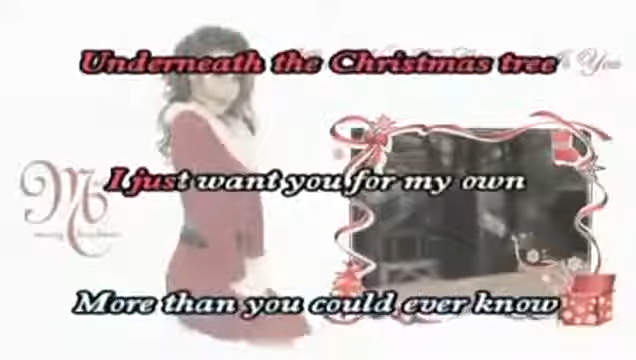 Underneath the Christmas tree
I just want you for my own
More than you could ever know
You